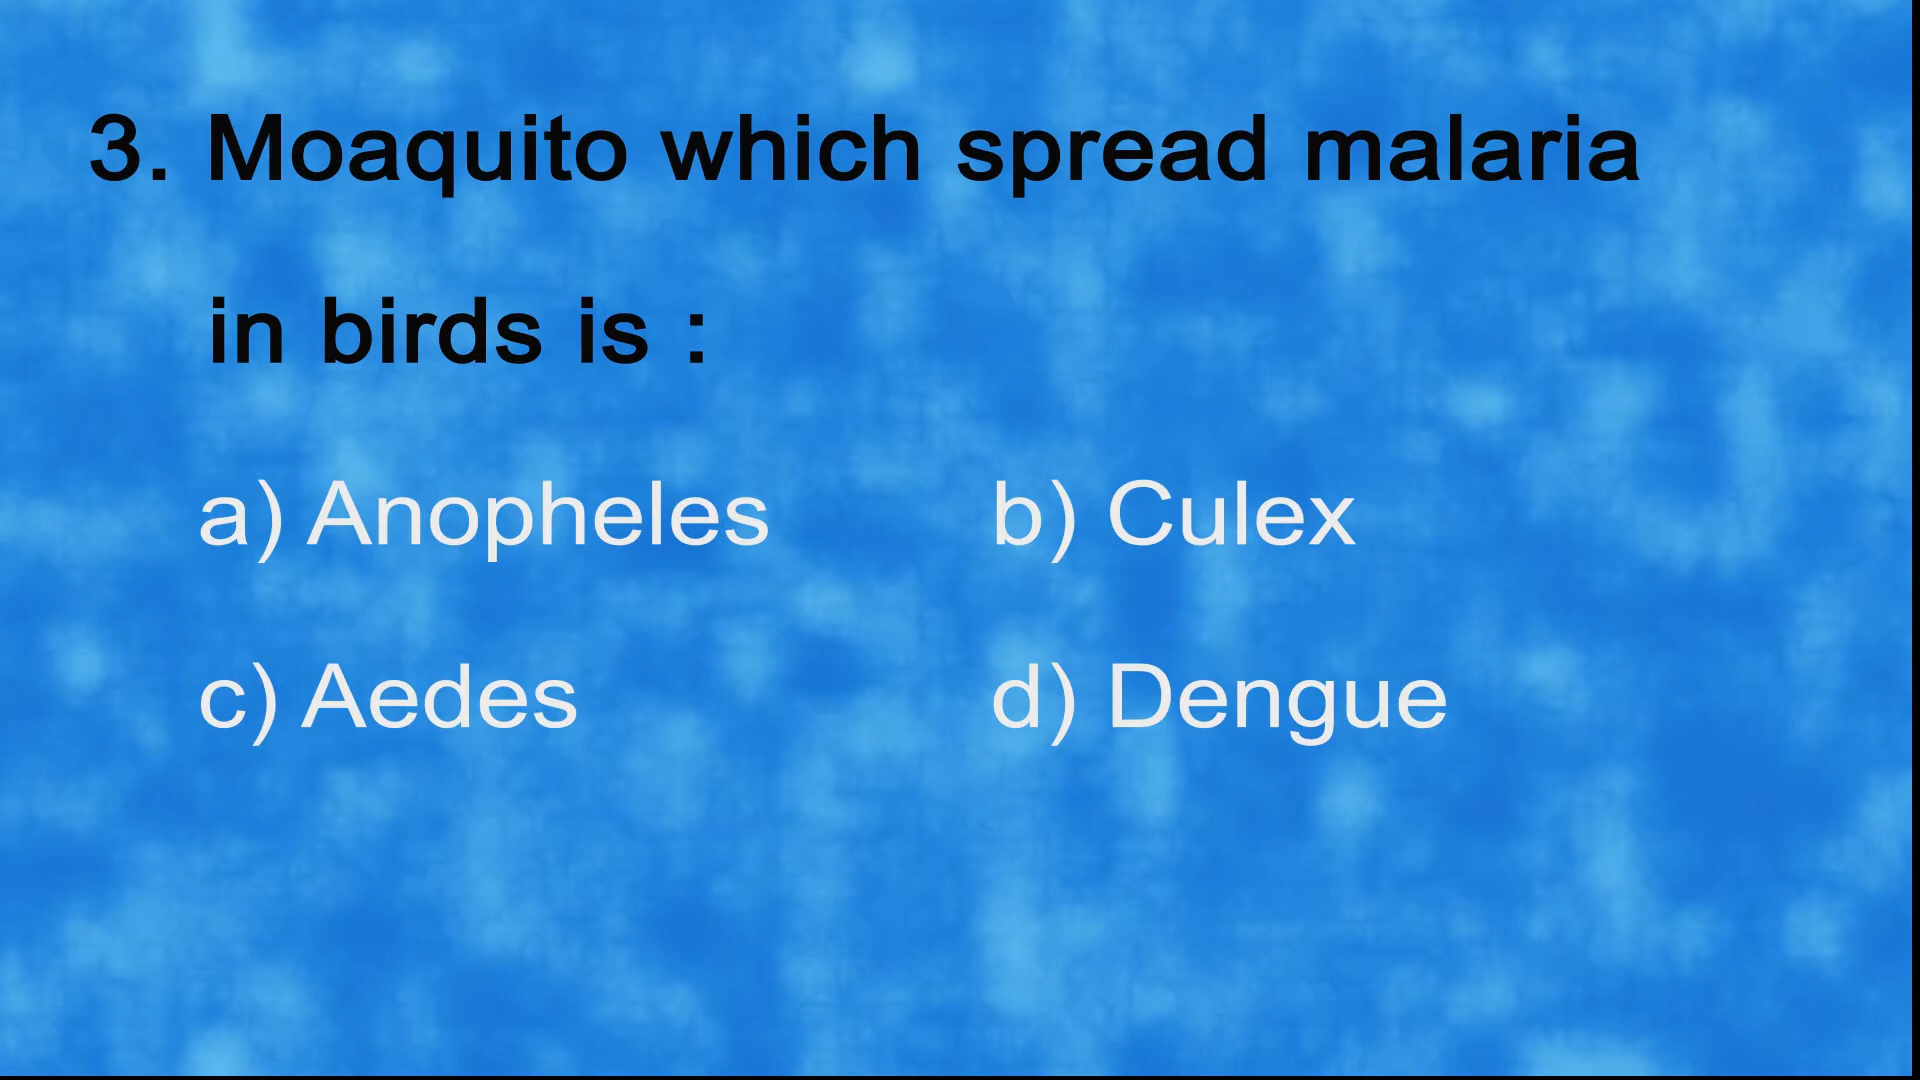 3. Moaquito which spread malaria
in birds is :
a) Anopheles b) Culex
c) Aedes d) Dengue